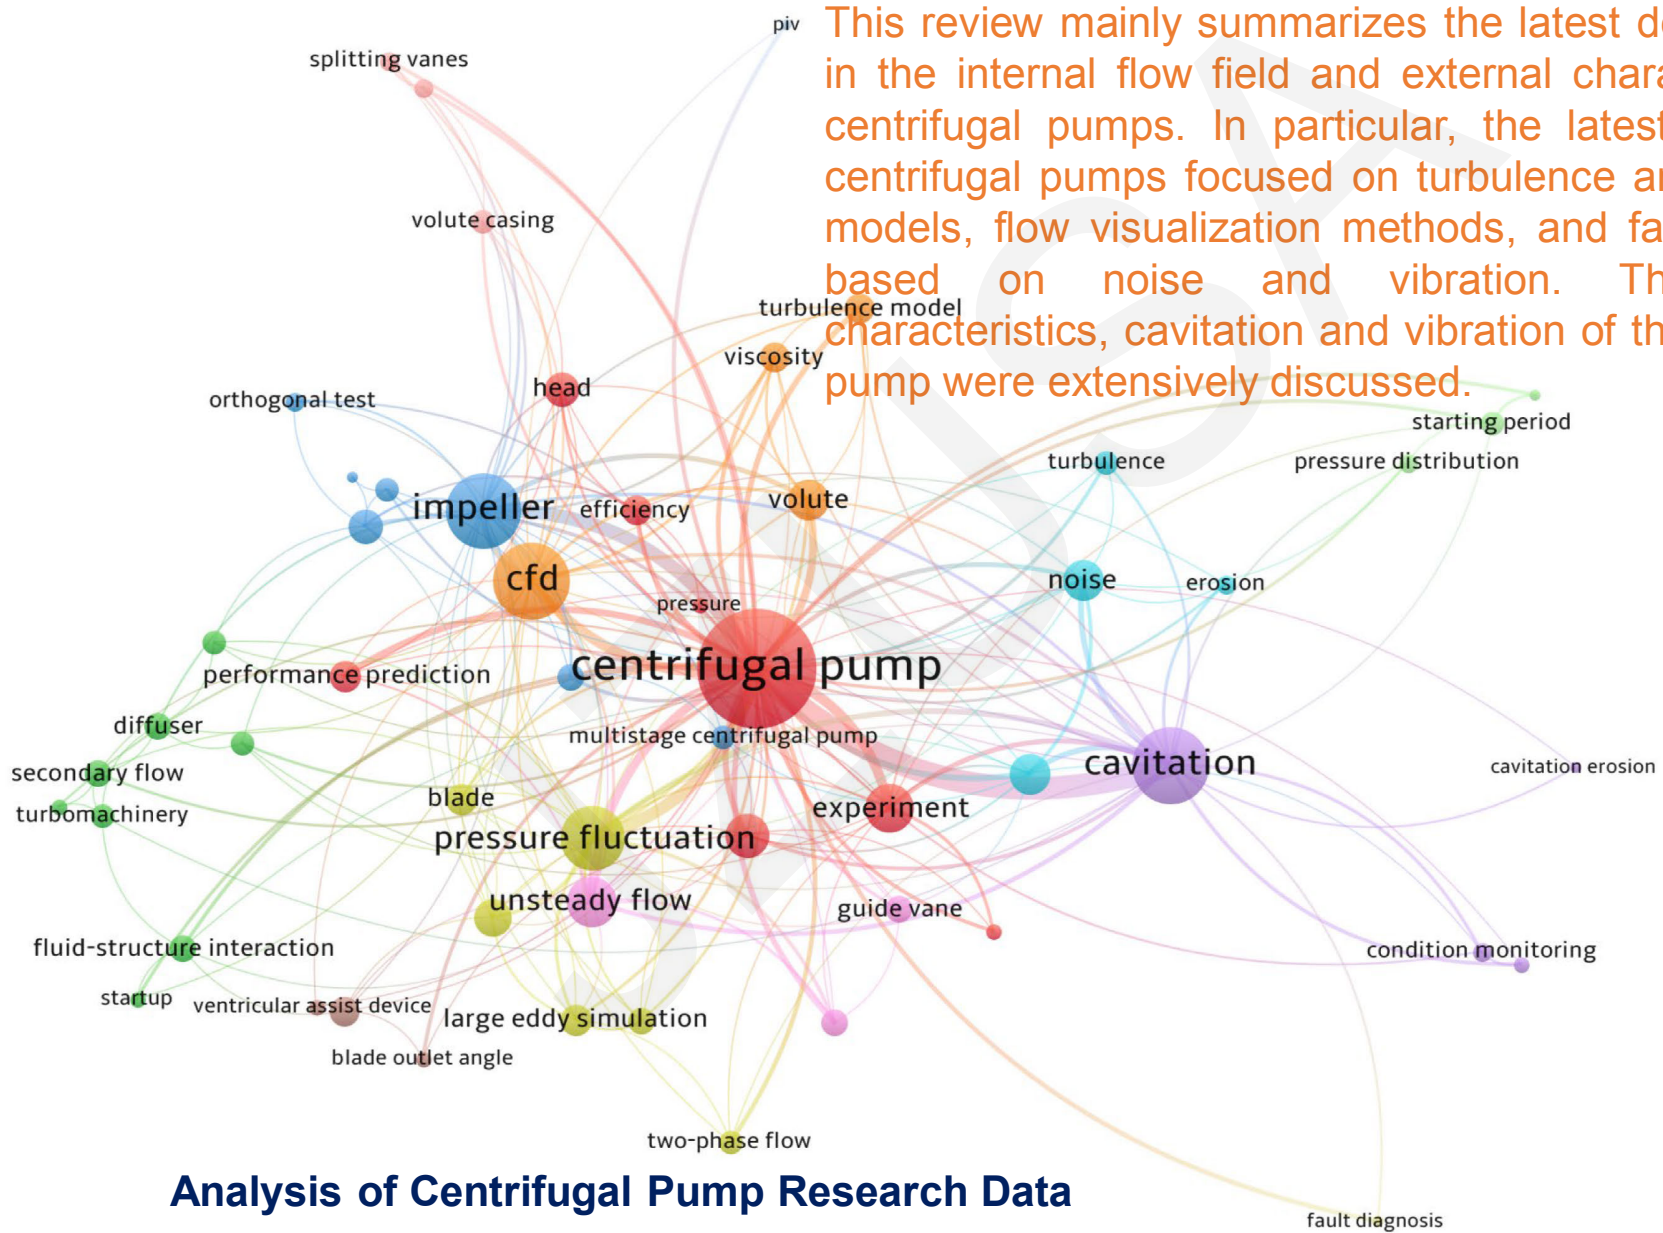 piv
This review mainly summarizes the latest
in the internal flow field and external
centrifugal pumps. In particular, the latest
centrifugal pumps focused on turbulence
models, flow visualization methods, and
based on noise and vibration.
characteristics, cavitation and vibration of
pump were extensively discussed.
splitting vanes
volute casing
turbulence model
viscosity
head
orthogonal test
starting period
turbulence
pressure distribution
impeller
efficiency
volute
cfd
noise
erosion
pressure
centrifugal pump
performance prediction
diffuser
multistage centrifugal pump
secondary flow
cavitation
cavitation erosion
turbomachinery
blade
experiment
pressure fluctuation
unsteady flow
guide vane
fluid-structure interaction
condition monitoring
startup
ventricular assist device
large eddy simulation
blade outlet angle
two-phase flow
Analysis of Centrifugal Pump Research Data
fault diagnosis